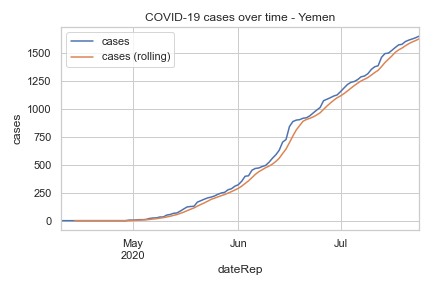 COVID-19 cases over time - Yemen
cases
cases (rolling)
1500
1250
1000
750
500
250
0
cases
May
2020
Jun
Jul
dateRep